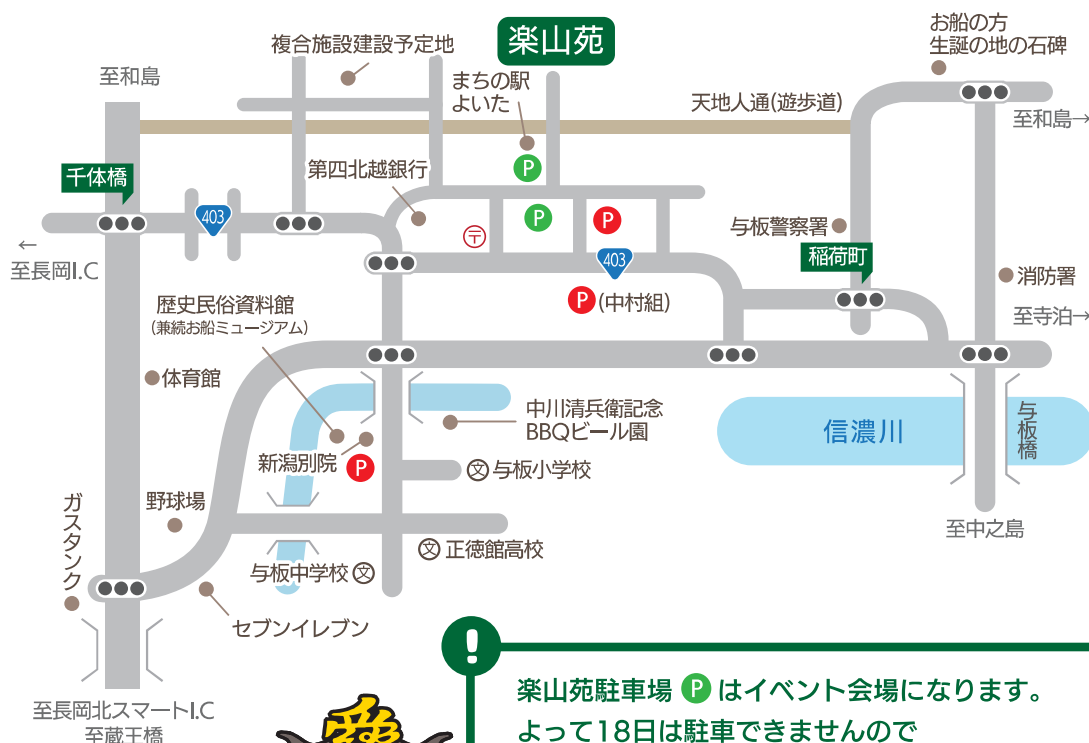 お船の方
生誕の地の石碑
楽山苑
複合施設建設予定地
至和島
まちの駅
よいた
天地人通(遊歩道)
至和島→
千体橋
第四北越銀行
P
403
P
P
〒
与板警察署
←
至長岡I.C
403
稲荷町
消防署
歴史民俗資料館
(兼続お船ミュージアム)
P
(中村組)
至寺泊→
体育館
中川清兵衛記念
BBQビール園
信濃川
与板橋
新潟別院
P
文 与板小学校
ガスタンク
野球場
至中之島
文 正徳館高校
与板中学校 文
セブンイレブン
!
至長岡北スマートI.C
至蔵王橋
楽山苑駐車場 P はイベント会場になります。
よって18日は駐車できませんので